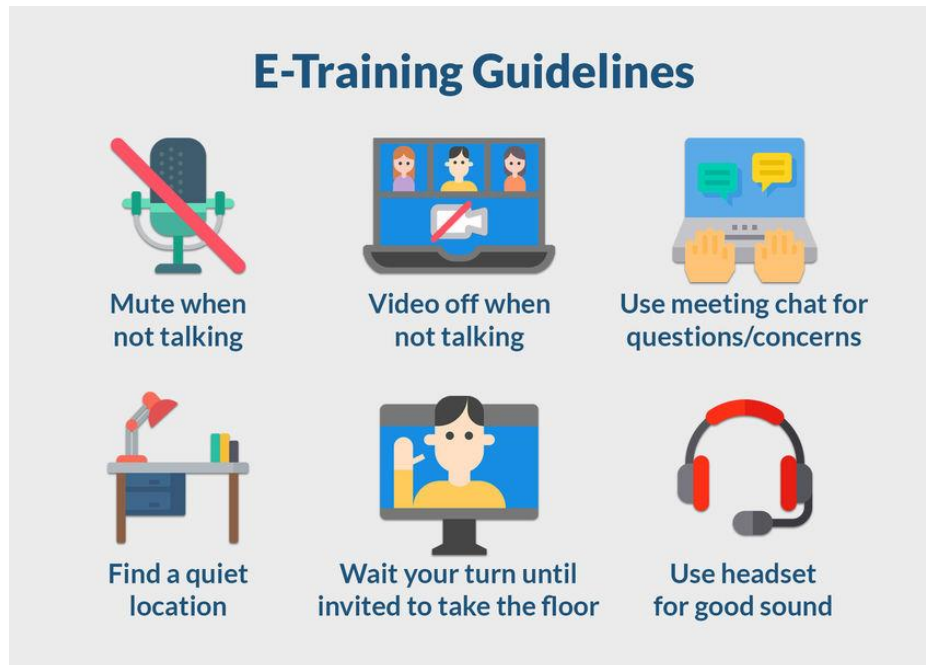 E-Training Guidelines
Mute when
not talking
Video off when
not talking
Use meeting chat for
questions/concerns
Find a quiet
location
Wait your turn until
invited to take the floor
Use headset
for good sound